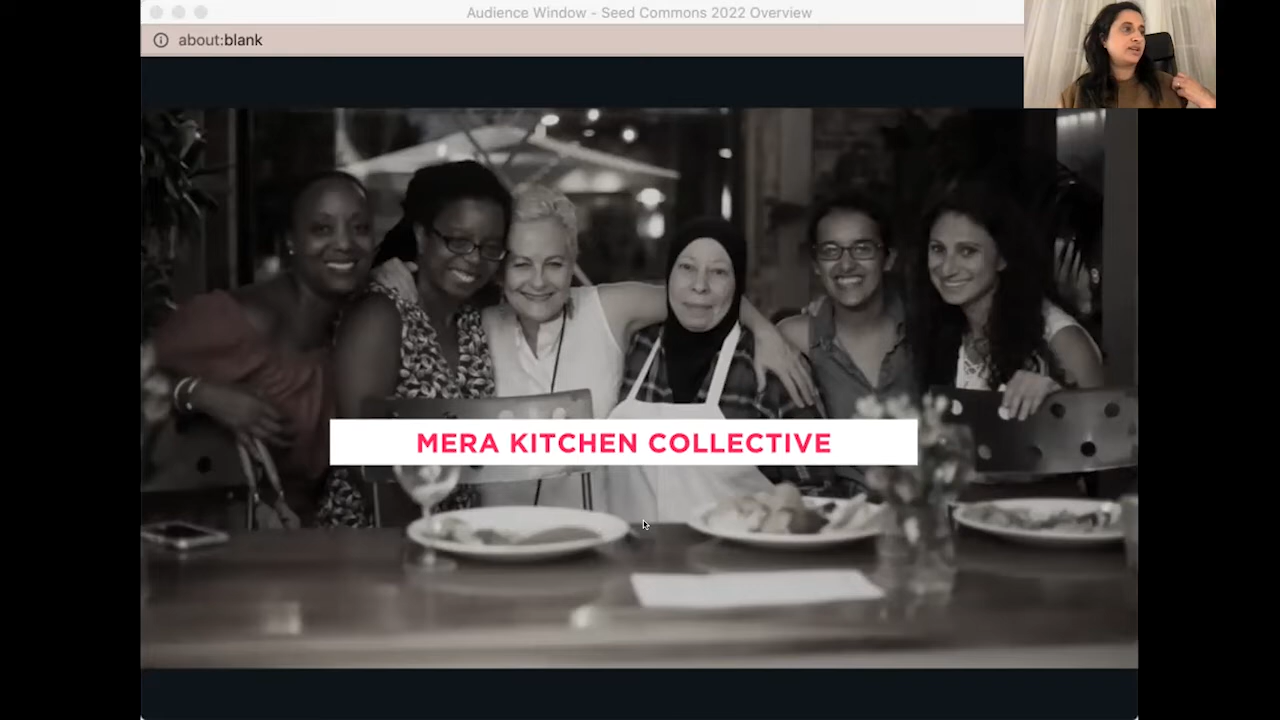 Audience Window - Seed Commons 2022 Overview
about:blank
MERA KITCHEN COLLECTIVE